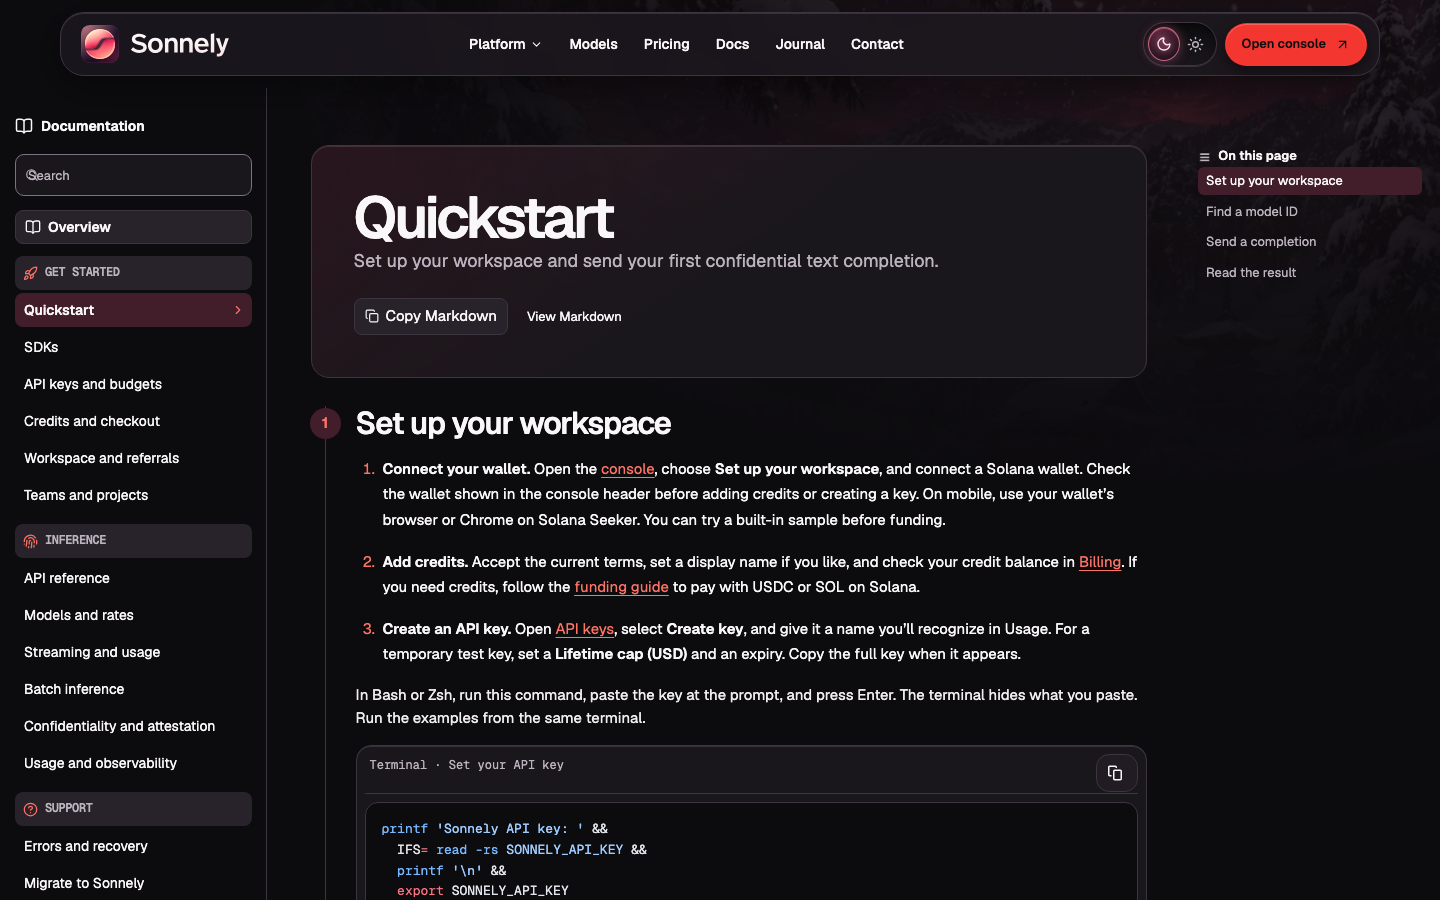 Sonnely
Platform
Models
Pricing
Docs
Journal
Contact
Open console
Documentation
Search
Overview
GET STARTED
Quickstart
SDKs
API keys and budgets
Credits and checkout
Workspace and referrals
Teams and projects
INFERENCE
API reference
Models and rates
Streaming and usage
Batch inference
Confidentiality and attestation
Usage and observability
SUPPORT
Errors and recovery
Migrate to Sonnely
Quickstart
Set up your workspace and send your first confidential text completion.
Copy Markdown
View Markdown
1
Set up your workspace
1. Connect your wallet. Open the console, choose Set up your workspace, and connect a Solana wallet. Check
the wallet shown in the console header before adding credits or creating a key. On mobile, use your wallet’s
browser or Chrome on Solana Seeker. You can try a built-in sample before funding.
2. Add credits. Accept the current terms, set a display name if you like, and check your credit balance in Billing. If
you need credits, follow the funding guide to pay with USDC or SOL on Solana.
3. Create an API key. Open API keys, select Create key, and give it a name you’ll recognize in Usage. For a
temporary test key, set a Lifetime cap (USD) and an expiry. Copy the full key when it appears.
In Bash or Zsh, run this command, paste the key at the prompt, and press Enter. The terminal hides what you paste.
Run the examples from the same terminal.
Terminal · Set your API key
printf 'Sonnely API key: ' &&
IFS= read -rs SONNELY_API_KEY &&
printf '\n' &&
export SONNELY_API_KEY
On this page
Set up your workspace
Find a model ID
Send a completion
Read the result